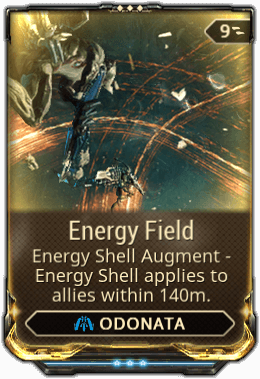 9
Energy Field
Energy Shell Augment -
Energy Shell applies to
allies within 140m.
ODONATA